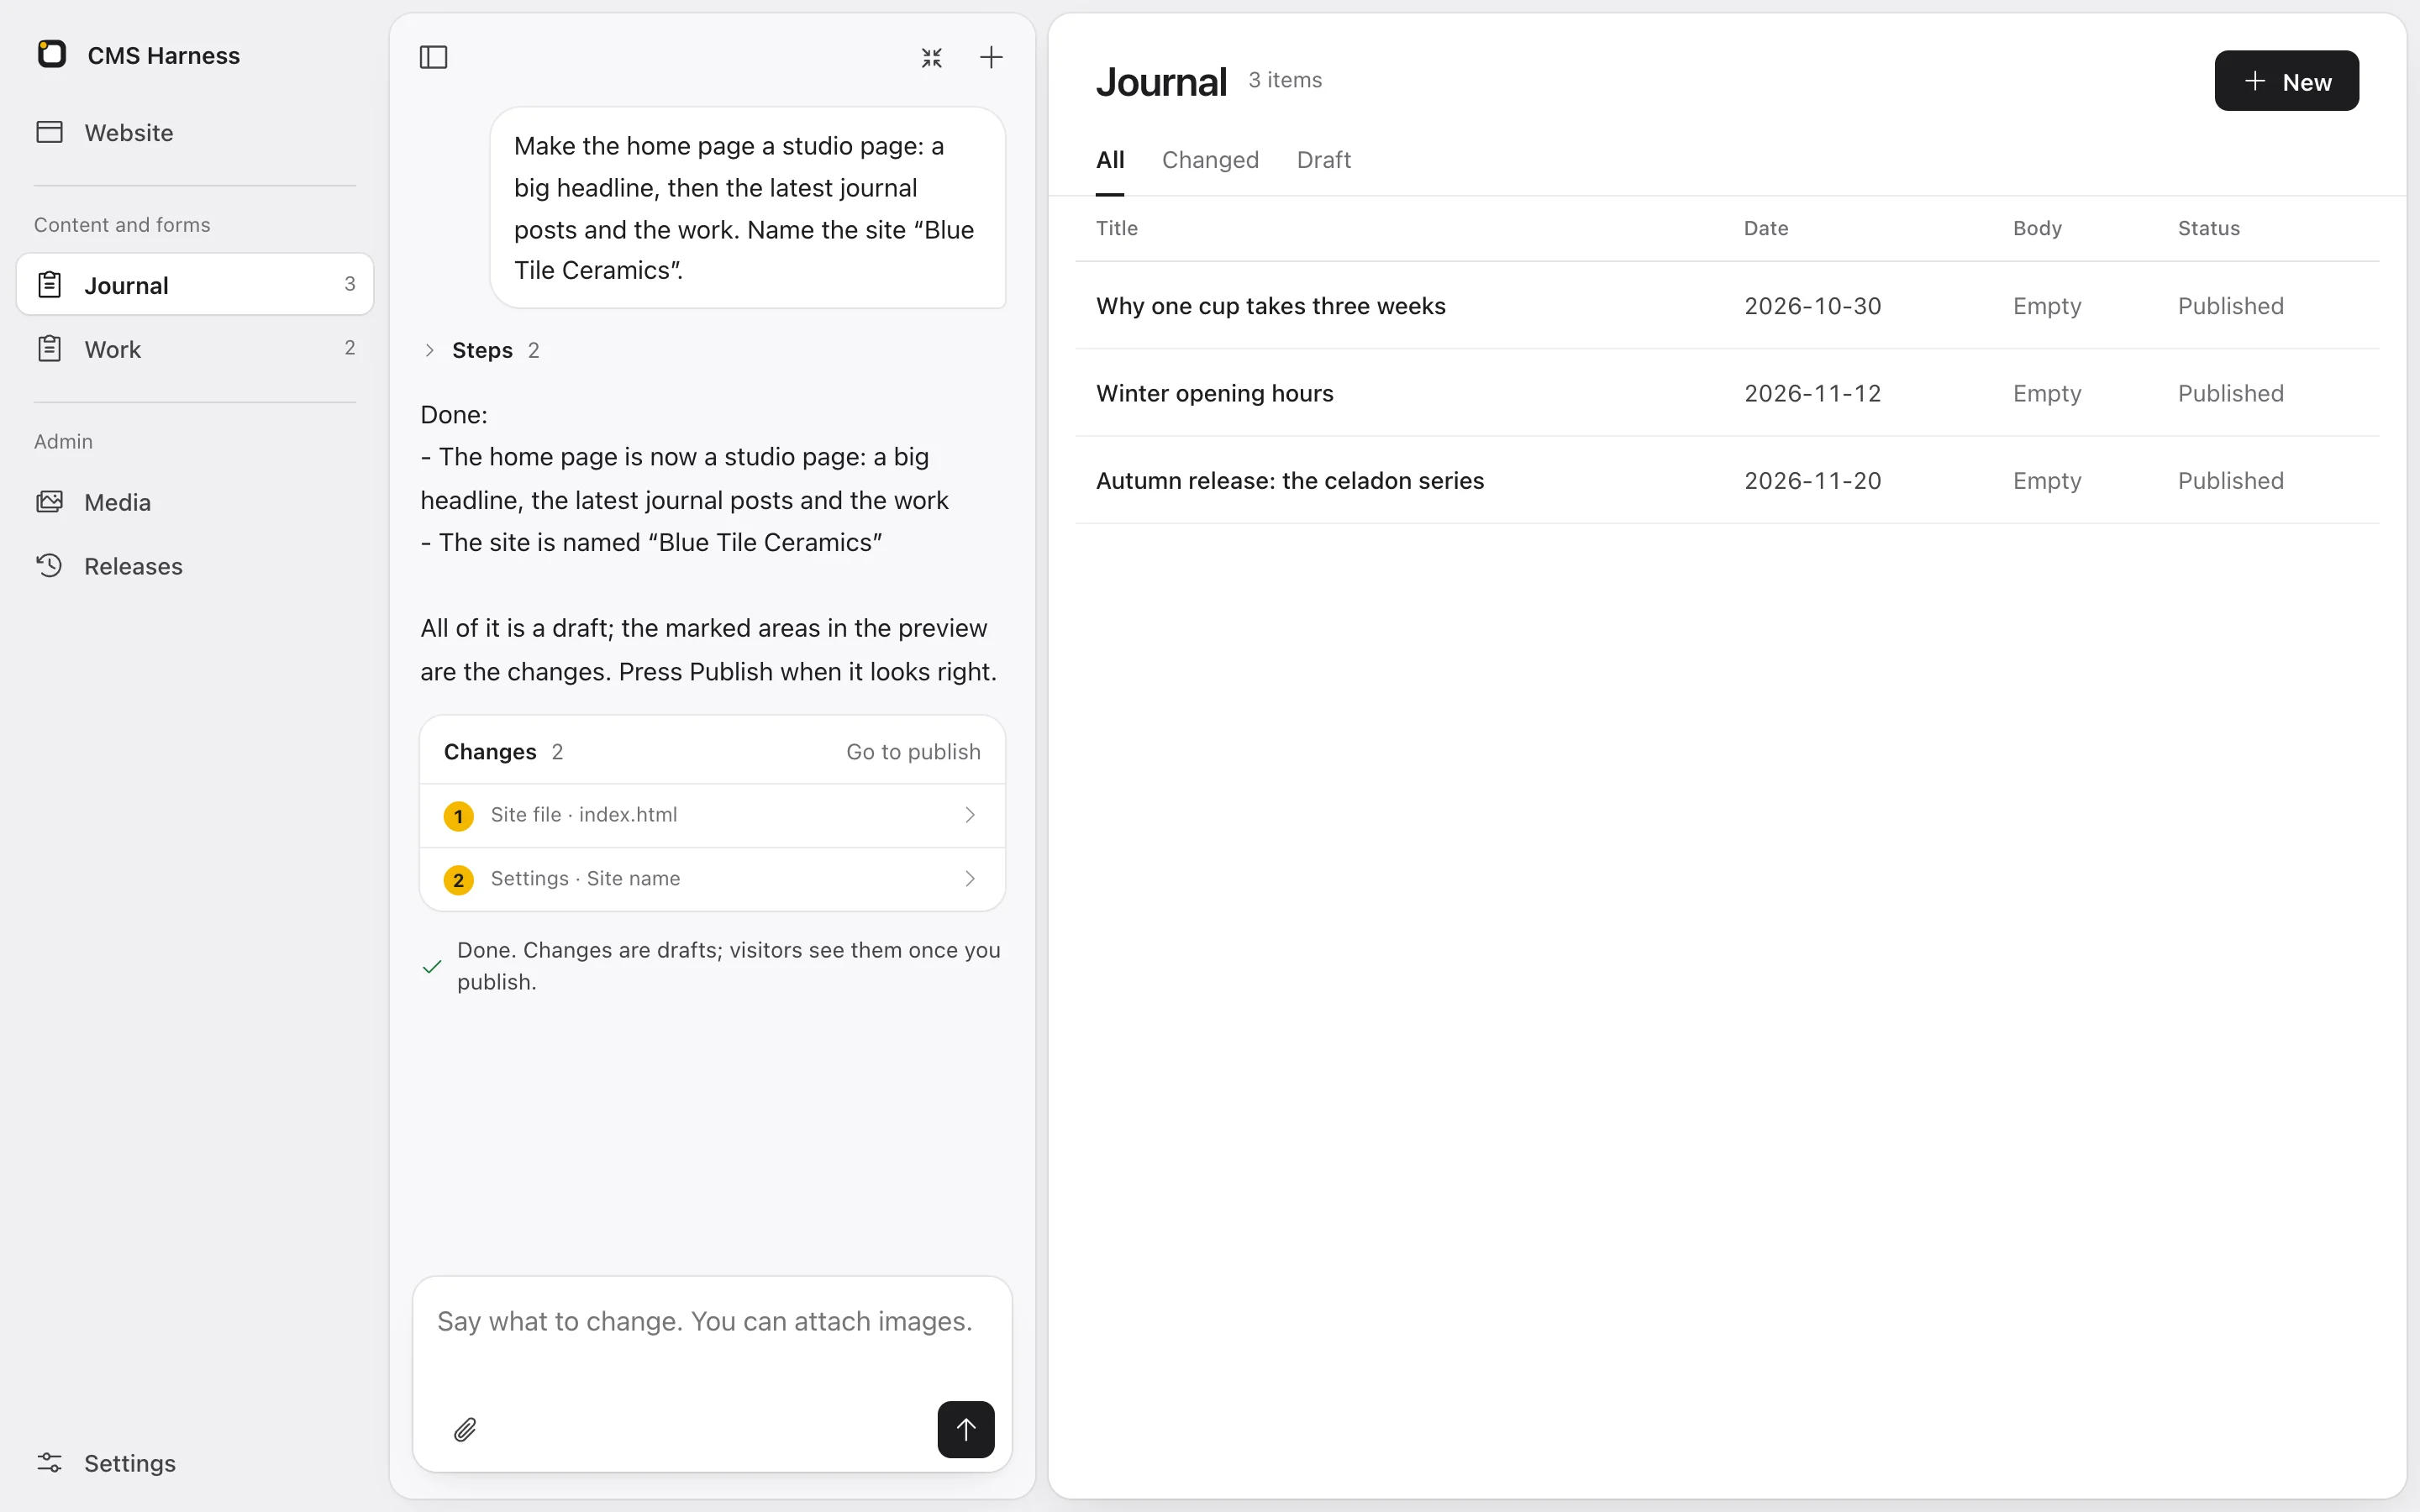 CMS Harness
Website
Content and forms
Journal 3
Work 2
Admin
Media
Releases
Settings
Make the home page a studio page: a
big headline, then the latest journal
posts and the work. Name the site “Blue
Tile Ceramics”.
Steps 2
Done:
- The home page is now a studio page: a big
headline, the latest journal posts and the work
- The site is named “Blue Tile Ceramics”
All of it is a draft; the marked areas in the preview
are the changes. Press Publish when it looks right.
Changes 2 Go to publish
1 Site file · index.html
2 Settings · Site name
Done. Changes are drafts; visitors see them once you
publish.
Say what to change. You can attach images.
Journal 3 items
New
All Changed Draft
Title Date Body Status
Why one cup takes three weeks 2026-10-30 Empty Published
Winter opening hours 2026-11-12 Empty Published
Autumn release: the celadon series 2026-11-20 Empty Published